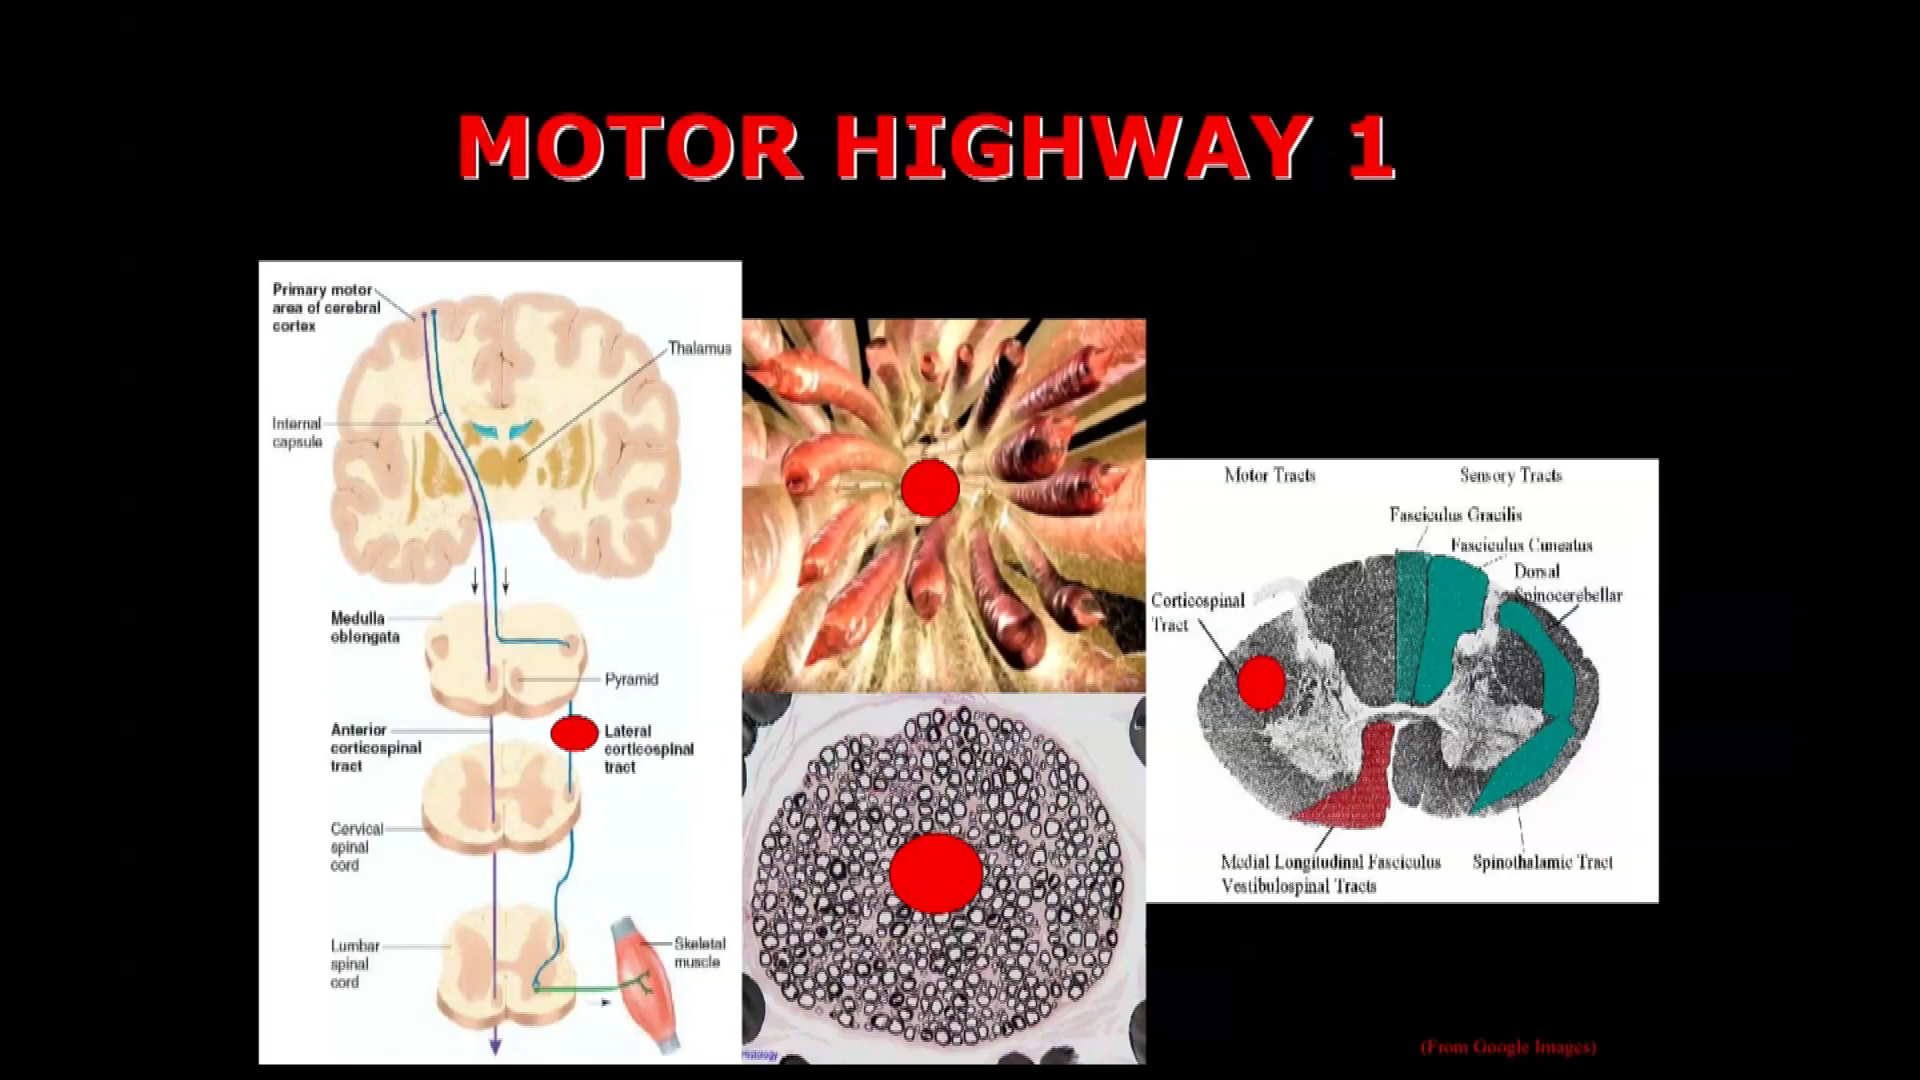 MOTOR HIGHWAY 1
Primary motor
area of cerebral
cortex
Thalamus
Internal
capsule
Medulla
oblongata
Pyramid
Anterior
corticospinal
tract
Lateral
corticospinal
tract
Cervical
spinal
cord
Lumbar
spinal
cord
Skeletal
muscle
Histology
Motor Tracts
Sensory Tracts
Fasciculus Gracilis
Fasciculus Cuneatus
Dorsal
Spinocerebellar
Corticospinal
Tract
Medial Longitudinal Fasciculus
Vestibulospinal Tracts
Spinothalamic Tract
(From Google Images)